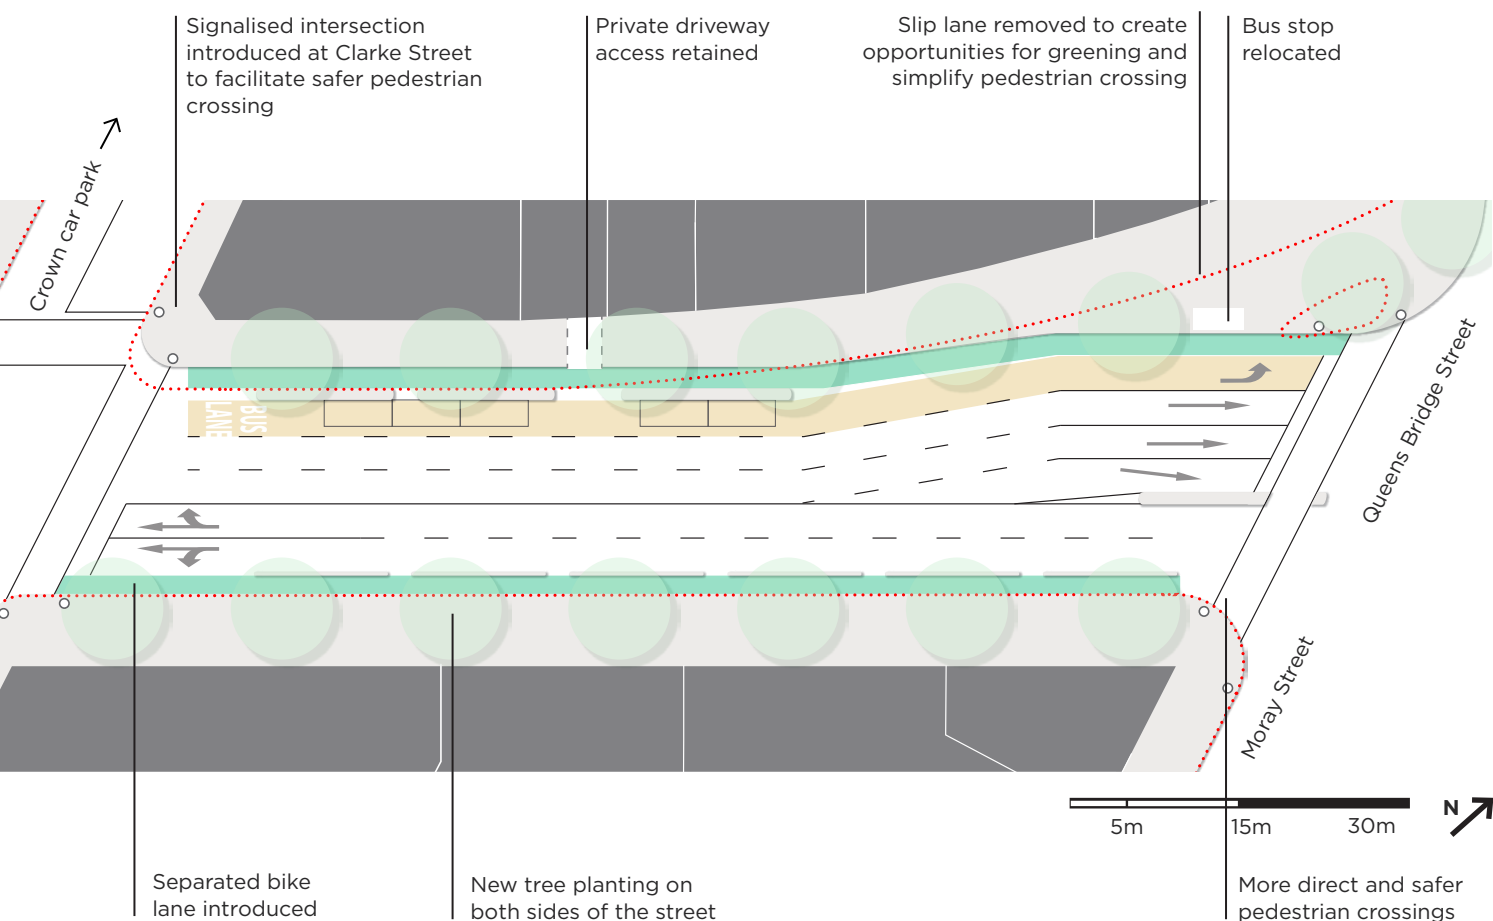 Signalised intersection
introduced at Clarke Street
to facilitate safer pedestrian
crossing
Private driveway
access retained
Slip lane removed to create
opportunities for greening and
simplify pedestrian crossing
Bus stop
relocated
Crown car park
BUS
LANE
Queens Bridge Street
Moray Street
5m
15m
30m
N
Separated bike
lane introduced
New tree planting on
both sides of the street
More direct and safer
pedestrian crossings